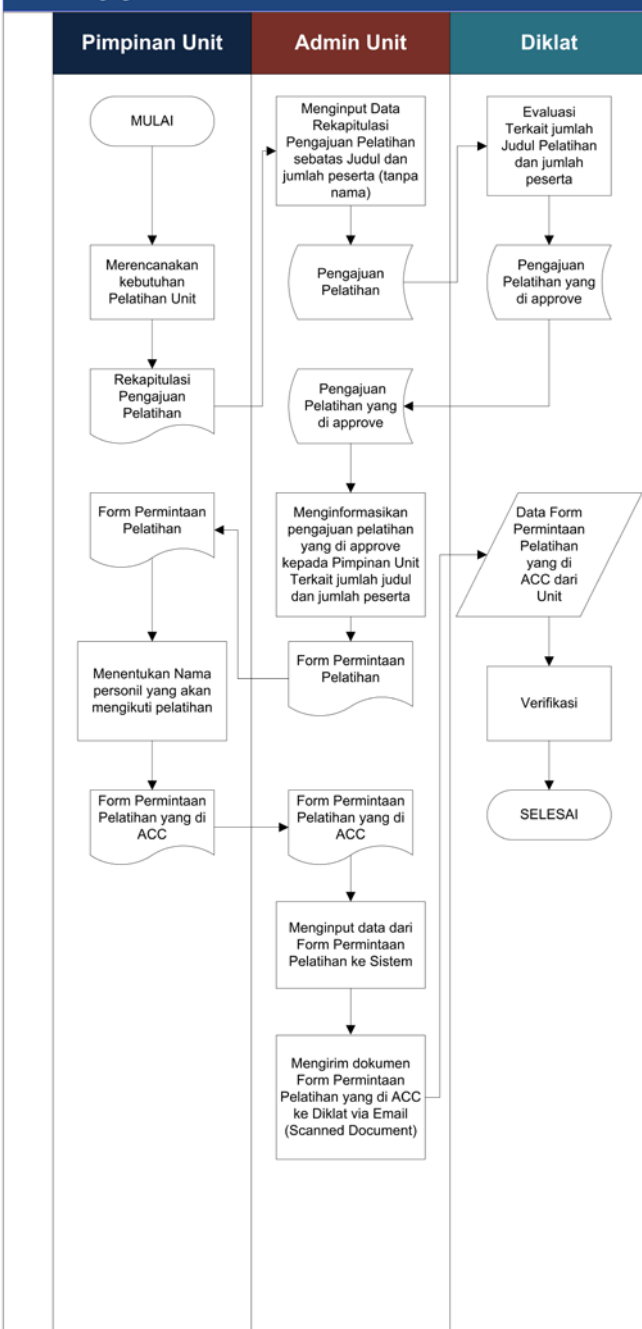 Pimpinan Unit
Admin Unit
Diklat
MULAI
Merencanakan
kebutuhan
Pelatihan Unit
Rekapitulasi
Pengajuan
Pelatihan
Menginput Data
Rekapitulasi
Pengajuan Pelatihan
sebatas Judul dan
jumlah peserta (tanpa
nama)
Pengajuan
Pelatihan
Evaluasi
Terkait jumlah
Judul Pelatihan
dan jumlah
peserta
Pengajuan
Pelatihan yang
di approve
Pengajuan
Pelatihan yang
di approve
Menginformasikan
pengajuan pelatihan
yang di approve
kepada Pimpinan Unit
Terkait jumlah judul
dan jumlah peserta
Form Permintaan
Pelatihan
Form Permintaan
Pelatihan
Menentukan Nama
personil yang akan
mengikuti pelatihan
Form Permintaan
Pelatihan yang di
ACC
Form Permintaan
Pelatihan yang di
ACC
Menginput data dari
Form Permintaan
Pelatihan ke Sistem
Mengirim dokumen
Form Permintaan
Pelatihan yang di ACC
ke Diklat via Email
(Scanned Document)
Data Form
Permintaan
Pelatihan
yang di
ACC dari
Unit
Verifikasi
SELESAI